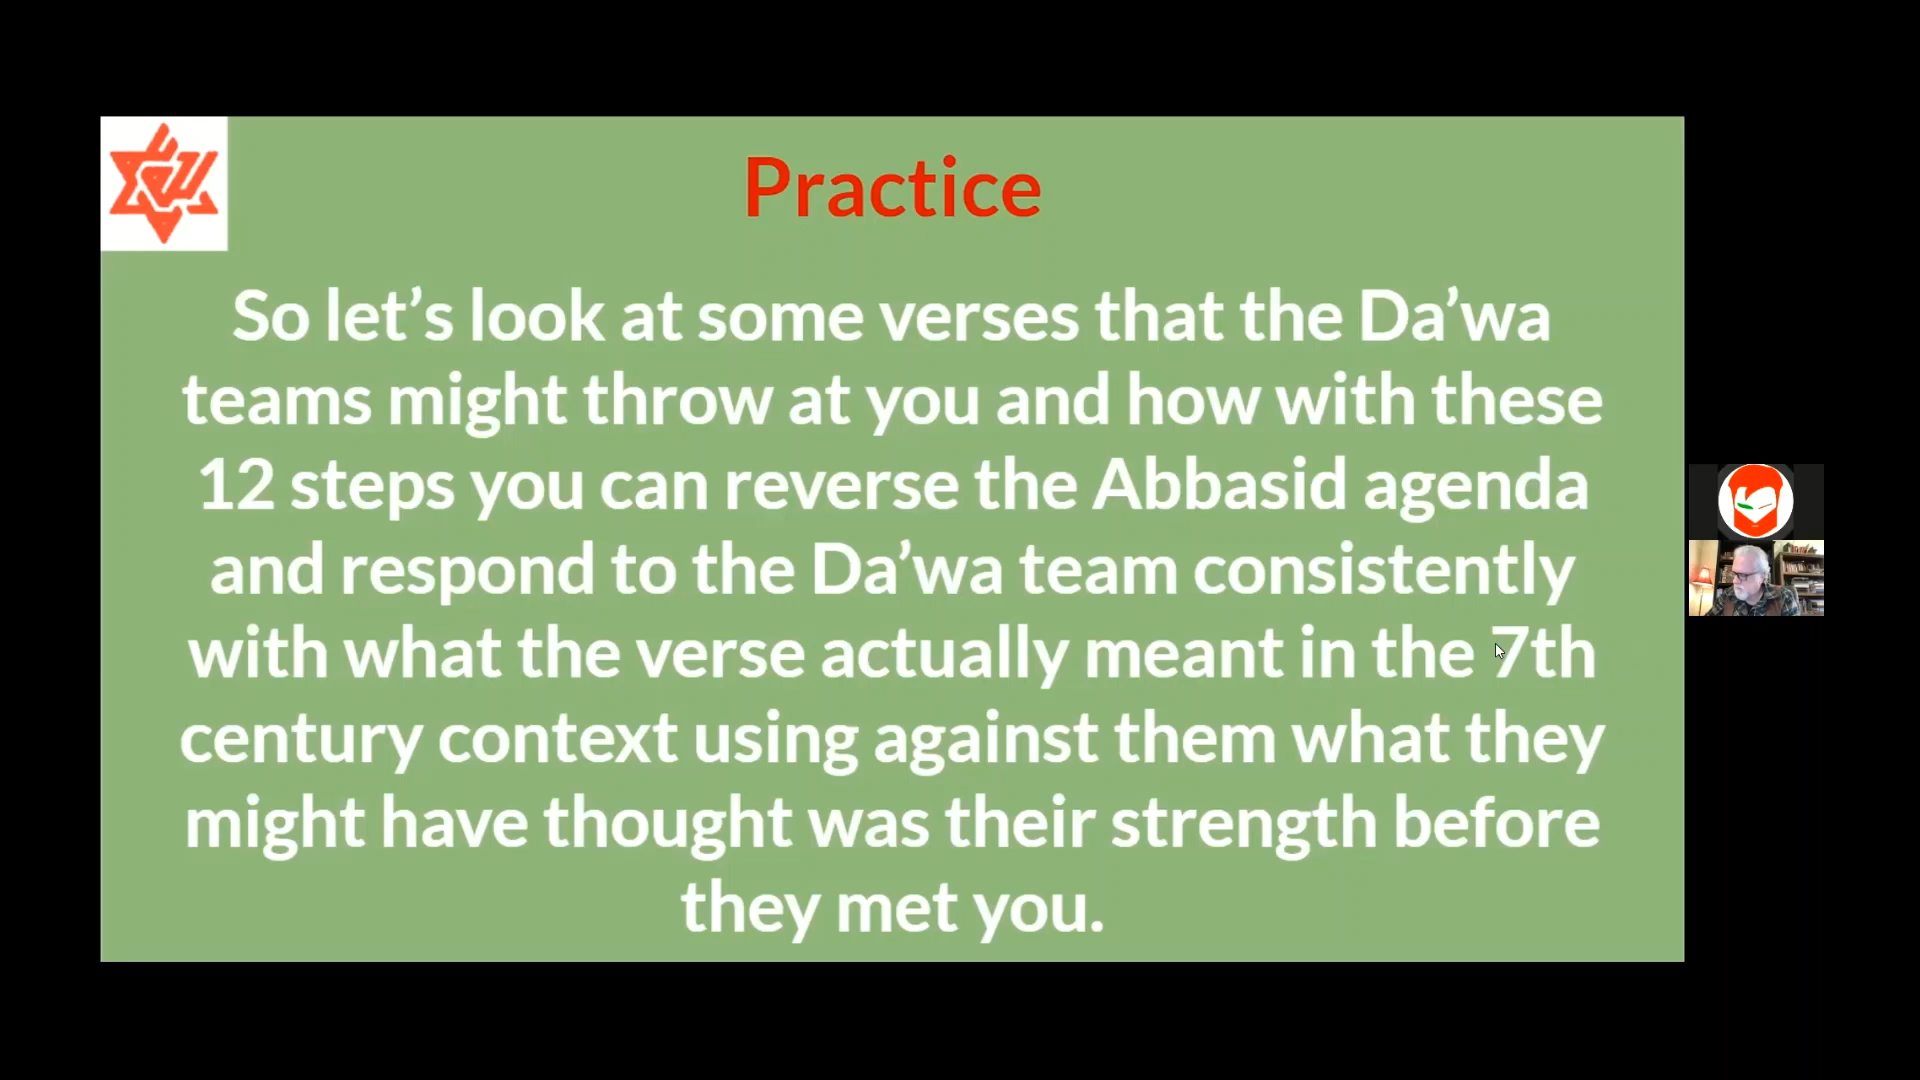 Practice
So let’s look at some verses that the Da’wa
teams might throw at you and how with these
12 steps you can reverse the Abbasid agenda
and respond to the Da’wa team consistently
with what the verse actually meant in the 7th
century context using against them what they
might have thought was their strength before
they met you.